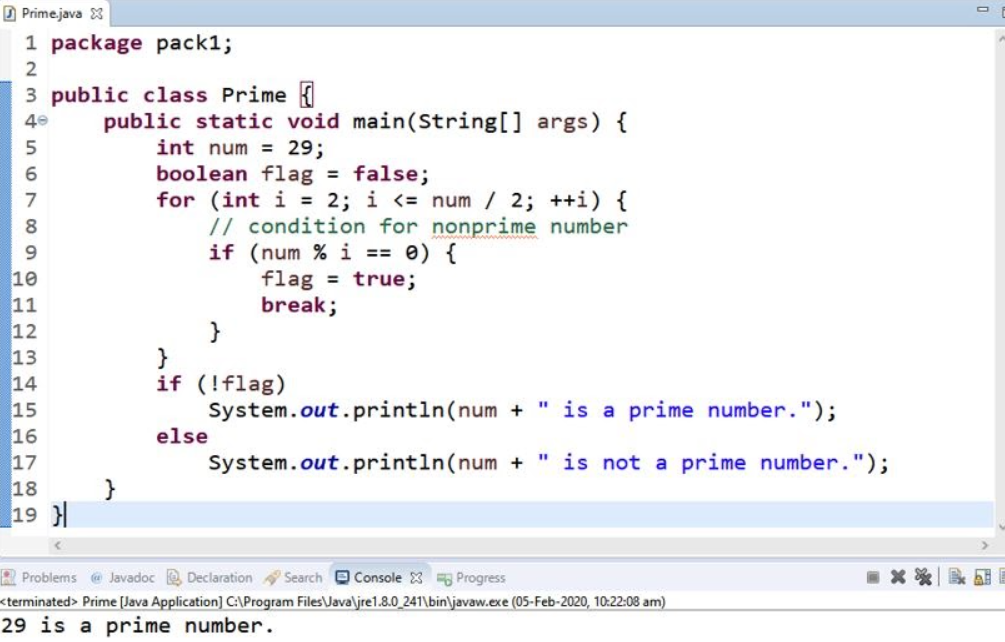 Prime.java
1 package pack1;
2
3 public class Prime {
4 public static void main(String[] args) {
5 int num = 29;
6 boolean flag = false;
7 for (int i = 2; i <= num / 2; ++i) {
8 // condition for nonprime number
9 if (num % i == 0) {
10 flag = true;
11 break;
12 }
13 }
14 if (!flag)
15 System.out.println(num + " is a prime number.");
16 else
17 System.out.println(num + " is not a prime number.");
18 }
19 }
Problems @ Javadoc Declaration Search Console Progress
<terminated> Prime [Java Application] C:\Program Files\Java\jre1.8.0_241\bin\javaw.exe (05-Feb-2020, 10:22:08 am)
29 is a prime number.